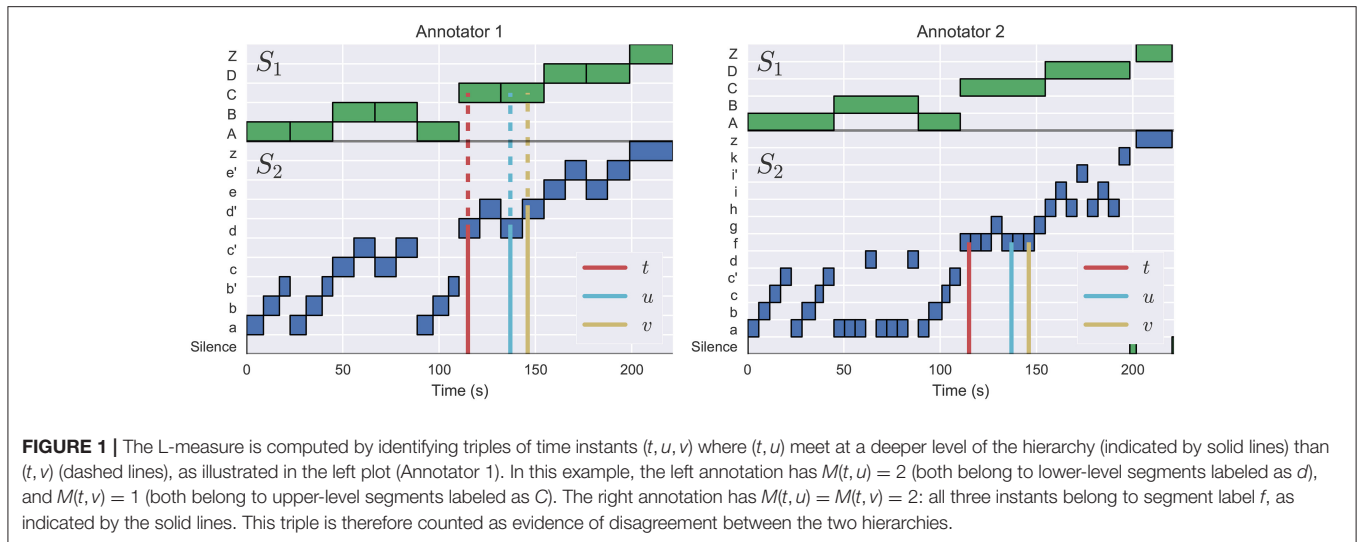 Annotator 1
S1
Z
D
C
B
A
S2
z
e'
e
d'
d
c'
c
b'
b
a
Silence
t
u
v
0 50 100 150 200
Time (s)
Annotator 2
S1
Z
D
C
B
A
S2
z
k
i'
i
h
g
f
d
c'
c
b
a
Silence
t
u
v
0 50 100 150 200
Time (s)
FIGURE 1 | The L-measure is computed by identifying triples of time instants (t, u, v) where (t, u) meet at a deeper level of the hierarchy (indicated by solid lines) than
(t, v) (dashed lines), as illustrated in the left plot (Annotator 1). In this example, the left annotation has M(t, u) = 2 (both belong to lower-level segments labeled as d),
and M(t, v) = 1 (both belong to upper-level segments labeled as C). The right annotation has M(t, u) = M(t, v) = 2: all three instants belong to segment label f, as
indicated by the solid lines. This triple is therefore counted as evidence of disagreement between the two hierarchies.